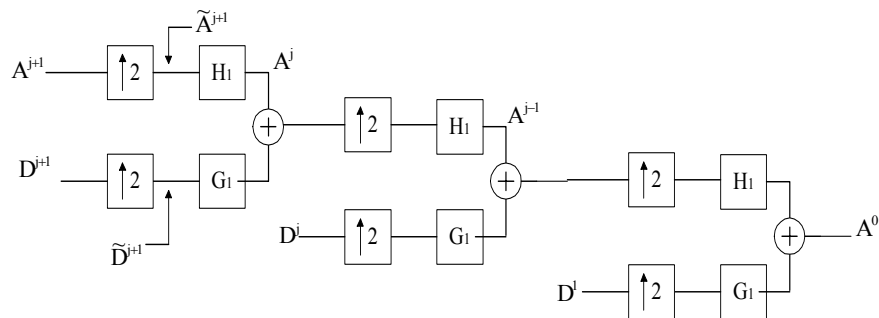 Ã^{j+1}
A^{j+1} ↑2 H₁ A^j
+ ↑2 H₁ A^{j-1}
D^{j+1} ↑2 G₁
+ ↑2 H₁
D̃^{j+1} D^j ↑2 G₁
+ A^0
D^1 ↑2 G₁